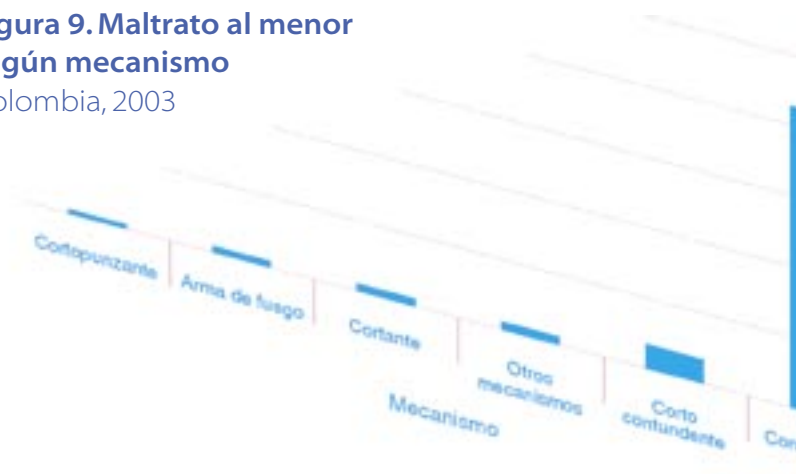 gura 9. Maltrato al menor
gún mecanismo
olombia, 2003
Cortopunzante
Arma de fuego
Cortante
Otros
mecanismos
Corto
contundente
Con
Mecanismo